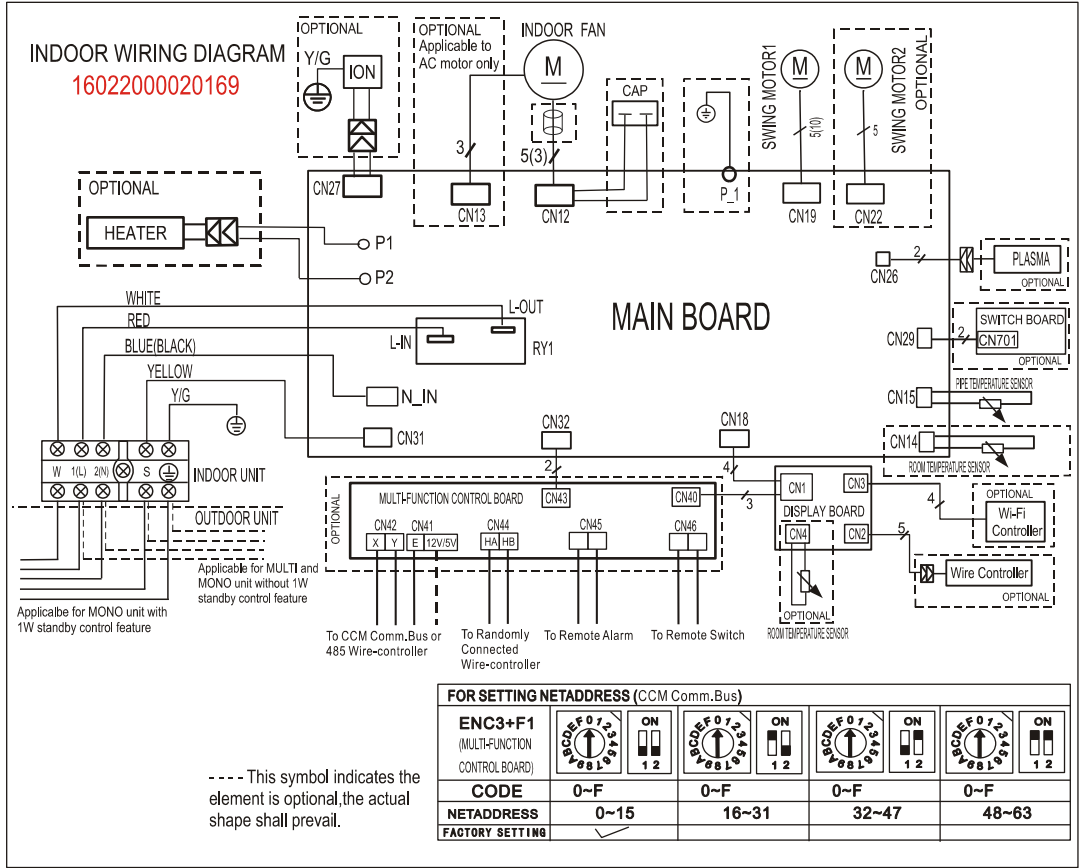 INDOOR WIRING DIAGRAM
16022000020169
OPTIONAL
Y/G
ION
CN27
OPTIONAL
Applicable to
AC motor only
3
CN13
INDOOR FAN
M
5(3)
CN12
CAP
P_1
SWING MOTOR1
M
5(10)
CN19
SWING MOTOR2
OPTIONAL
M
5
CN22
OPTIONAL
HEATER
P1
P2
MAIN BOARD
CN26
2
PLASMA
OPTIONAL
CN29
2
SWITCH BOARD
CN701
OPTIONAL
CN15
PIPE TEMPERATURE SENSOR
CN14
ROOM TEMPERATURE SENSOR
WHITE
RED
BLUE(BLACK)
YELLOW
Y/G
L-OUT
L-IN
RY1
N_IN
CN31
CN32
2
CN18
4
W
1(L)
2(N)
S
INDOOR UNIT
OUTDOOR UNIT
Applicable for MULTI and
MONO unit without 1W
standby control feature
Applicalbe for MONO unit with
1W standby control feature
OPTIONAL
MULTI-FUNCTION CONTROL BOARD
CN43
CN40
3
CN42
CN41
CN44
CN45
CN46
X
Y
E
12V/5V
HA
HB
To CCM Comm.Bus or
485 Wire-controller
To Randomly
Connected
Wire-controller
To Remote Alarm
To Remote Switch
CN1
CN3
DISPLAY BOARD
CN4
CN2
OPTIONAL
ROOM TEMPERATURE SENSOR
4
OPTIONAL
Wi-Fi
Controller
5
Wire Controller
OPTIONAL
---- This symbol indicates the
element is optional,the actual
shape shall prevail.
FOR SETTING NETADDRESS (CCM Comm.Bus)
ENC3+F1
(MULTI-FUNCTION
CONTROL BOARD)
0123456789ABCDEF
ON
1 2
0123456789ABCDEF
ON
1 2
0123456789ABCDEF
ON
1 2
0123456789ABCDEF
ON
1 2
CODE 0~F 0~F 0~F 0~F
NETADDRESS 0~15 16~31 32~47 48~63
FACTORY SETTING